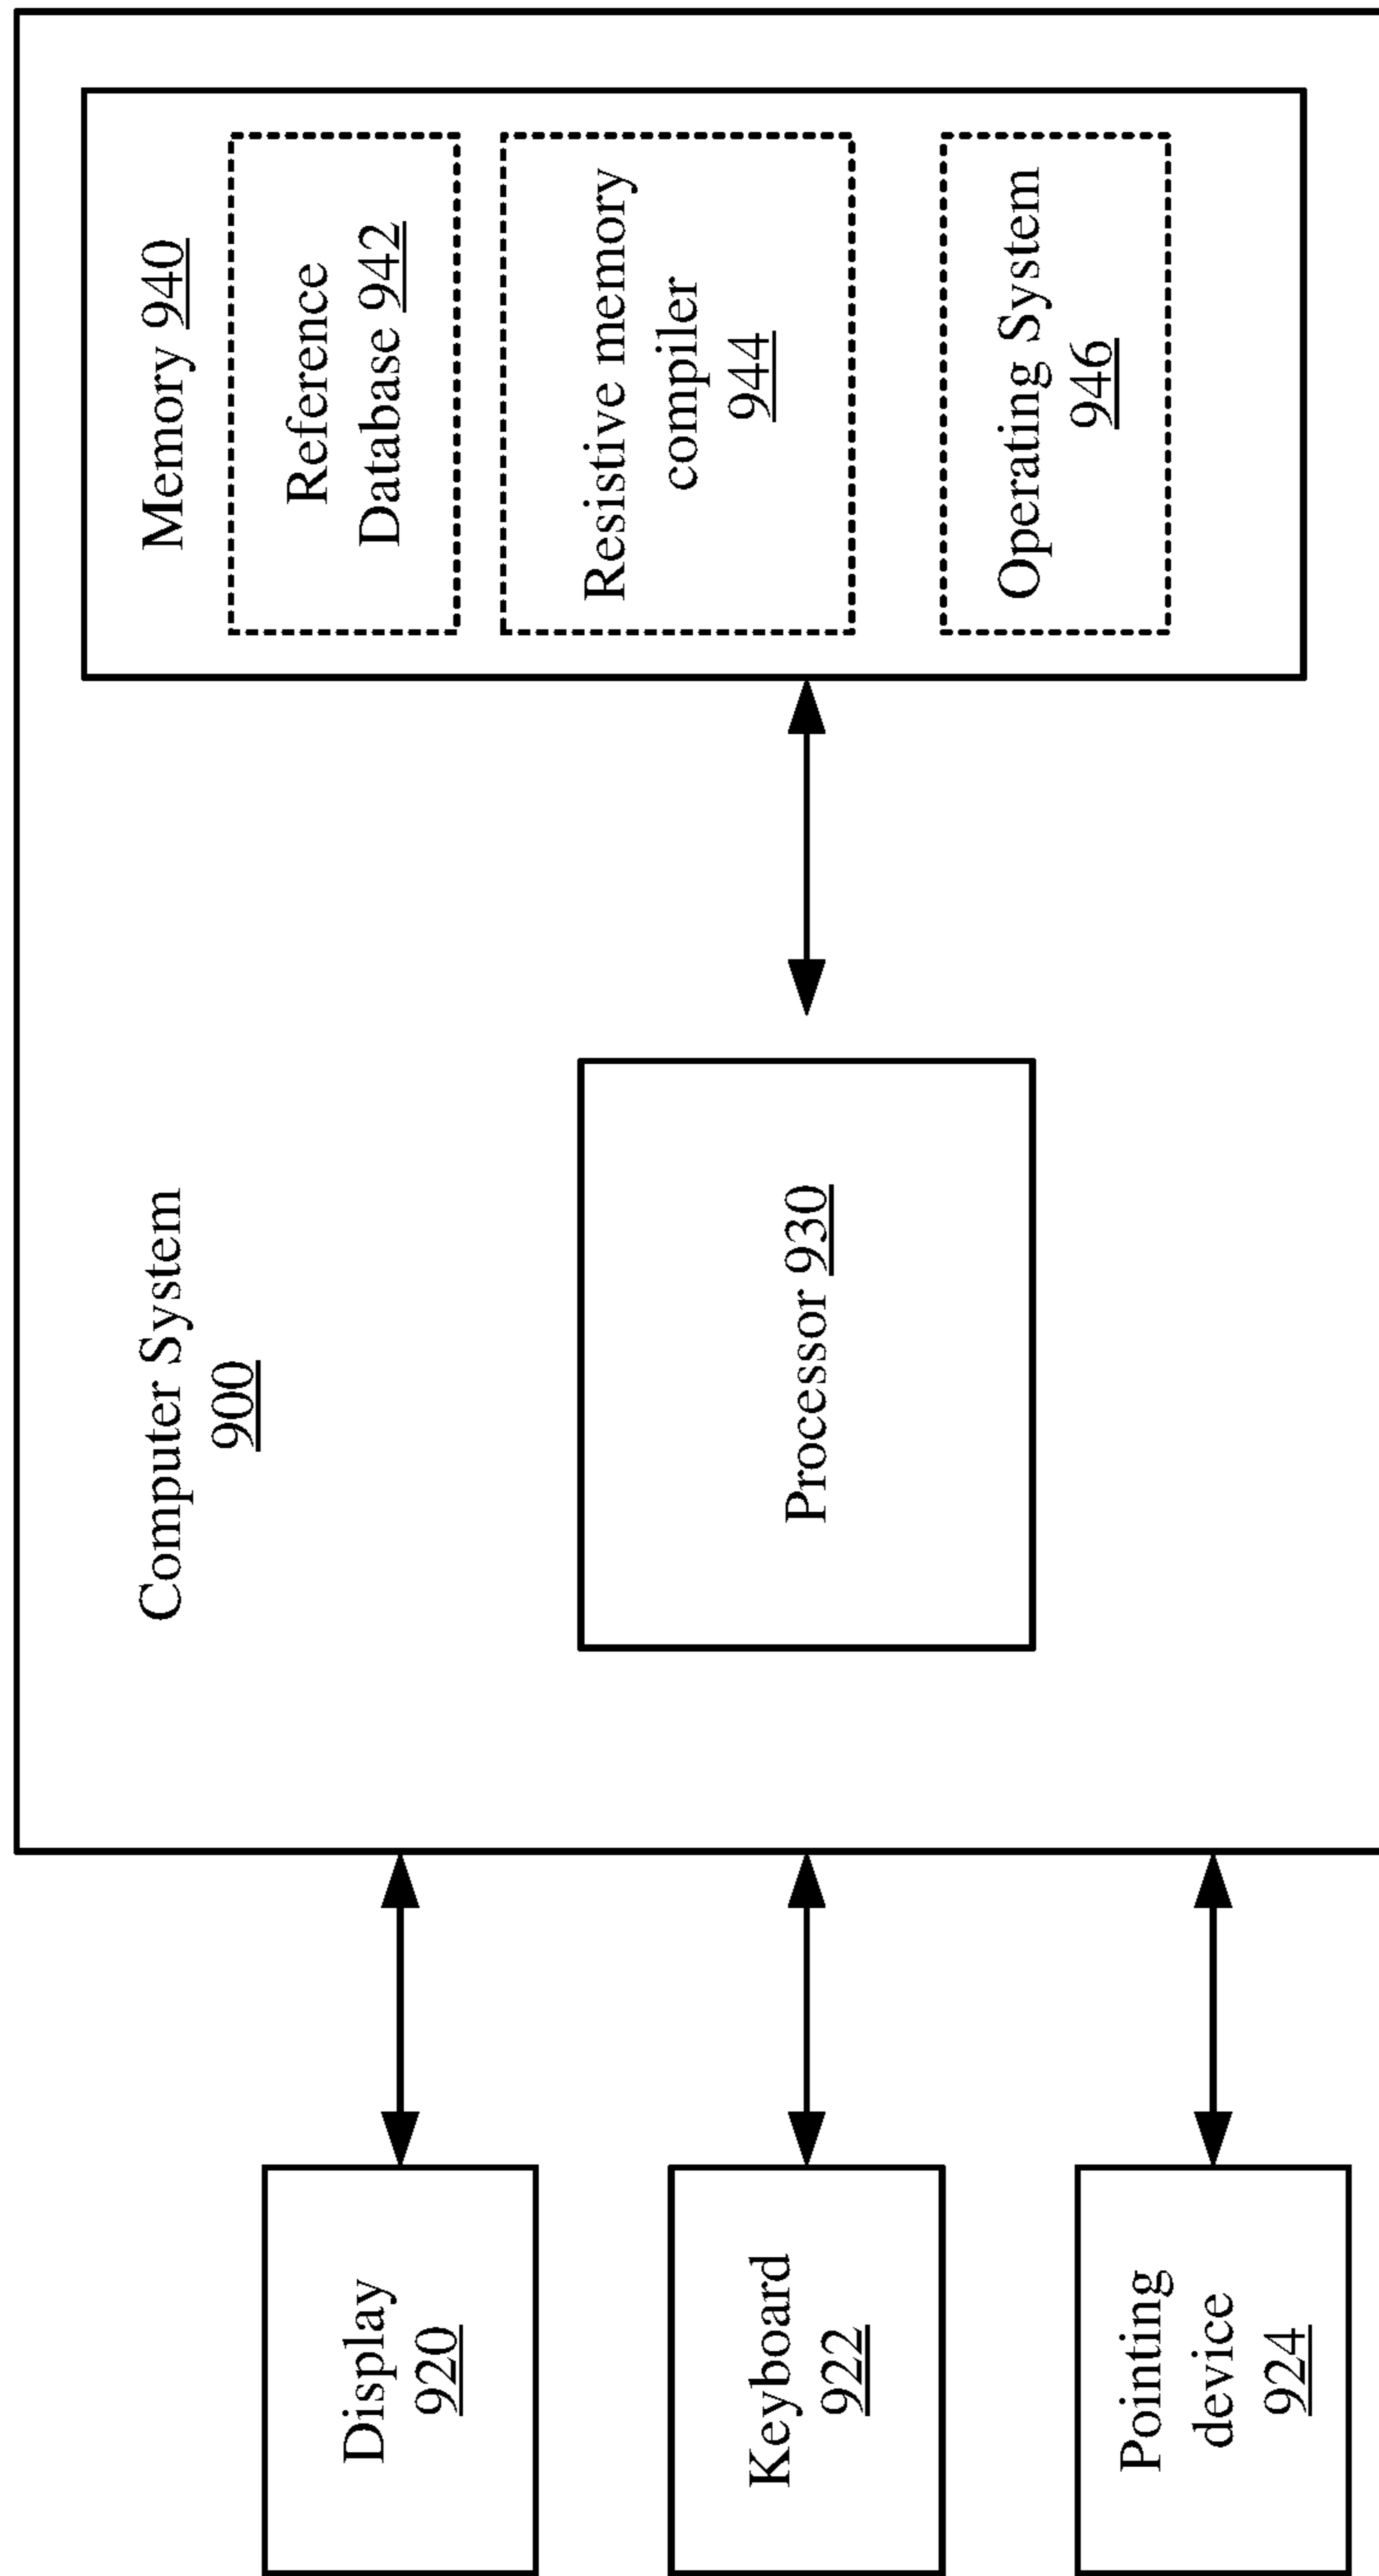 Computer System
900
Display
920
Keyboard
922
Pointing
device
924
Processor 930
Memory 940
Reference
Database 942
Resistive memory
compiler
944
Operating System
946